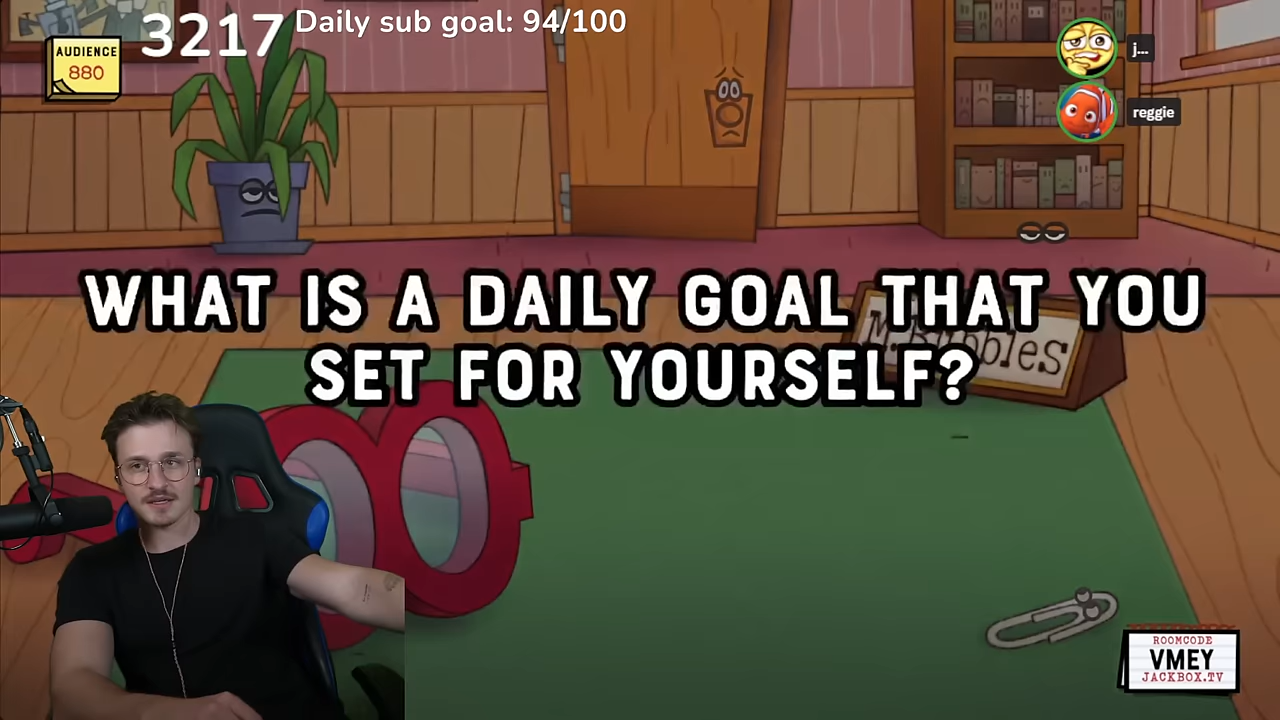 AUDIENCE
880
3217
Daily sub goal: 94/100
j...
reggie
WHAT IS A DAILY GOAL THAT YOU
SET FOR YOURSELF?
ROOMCODE
VMEY
JACKBOX.TV